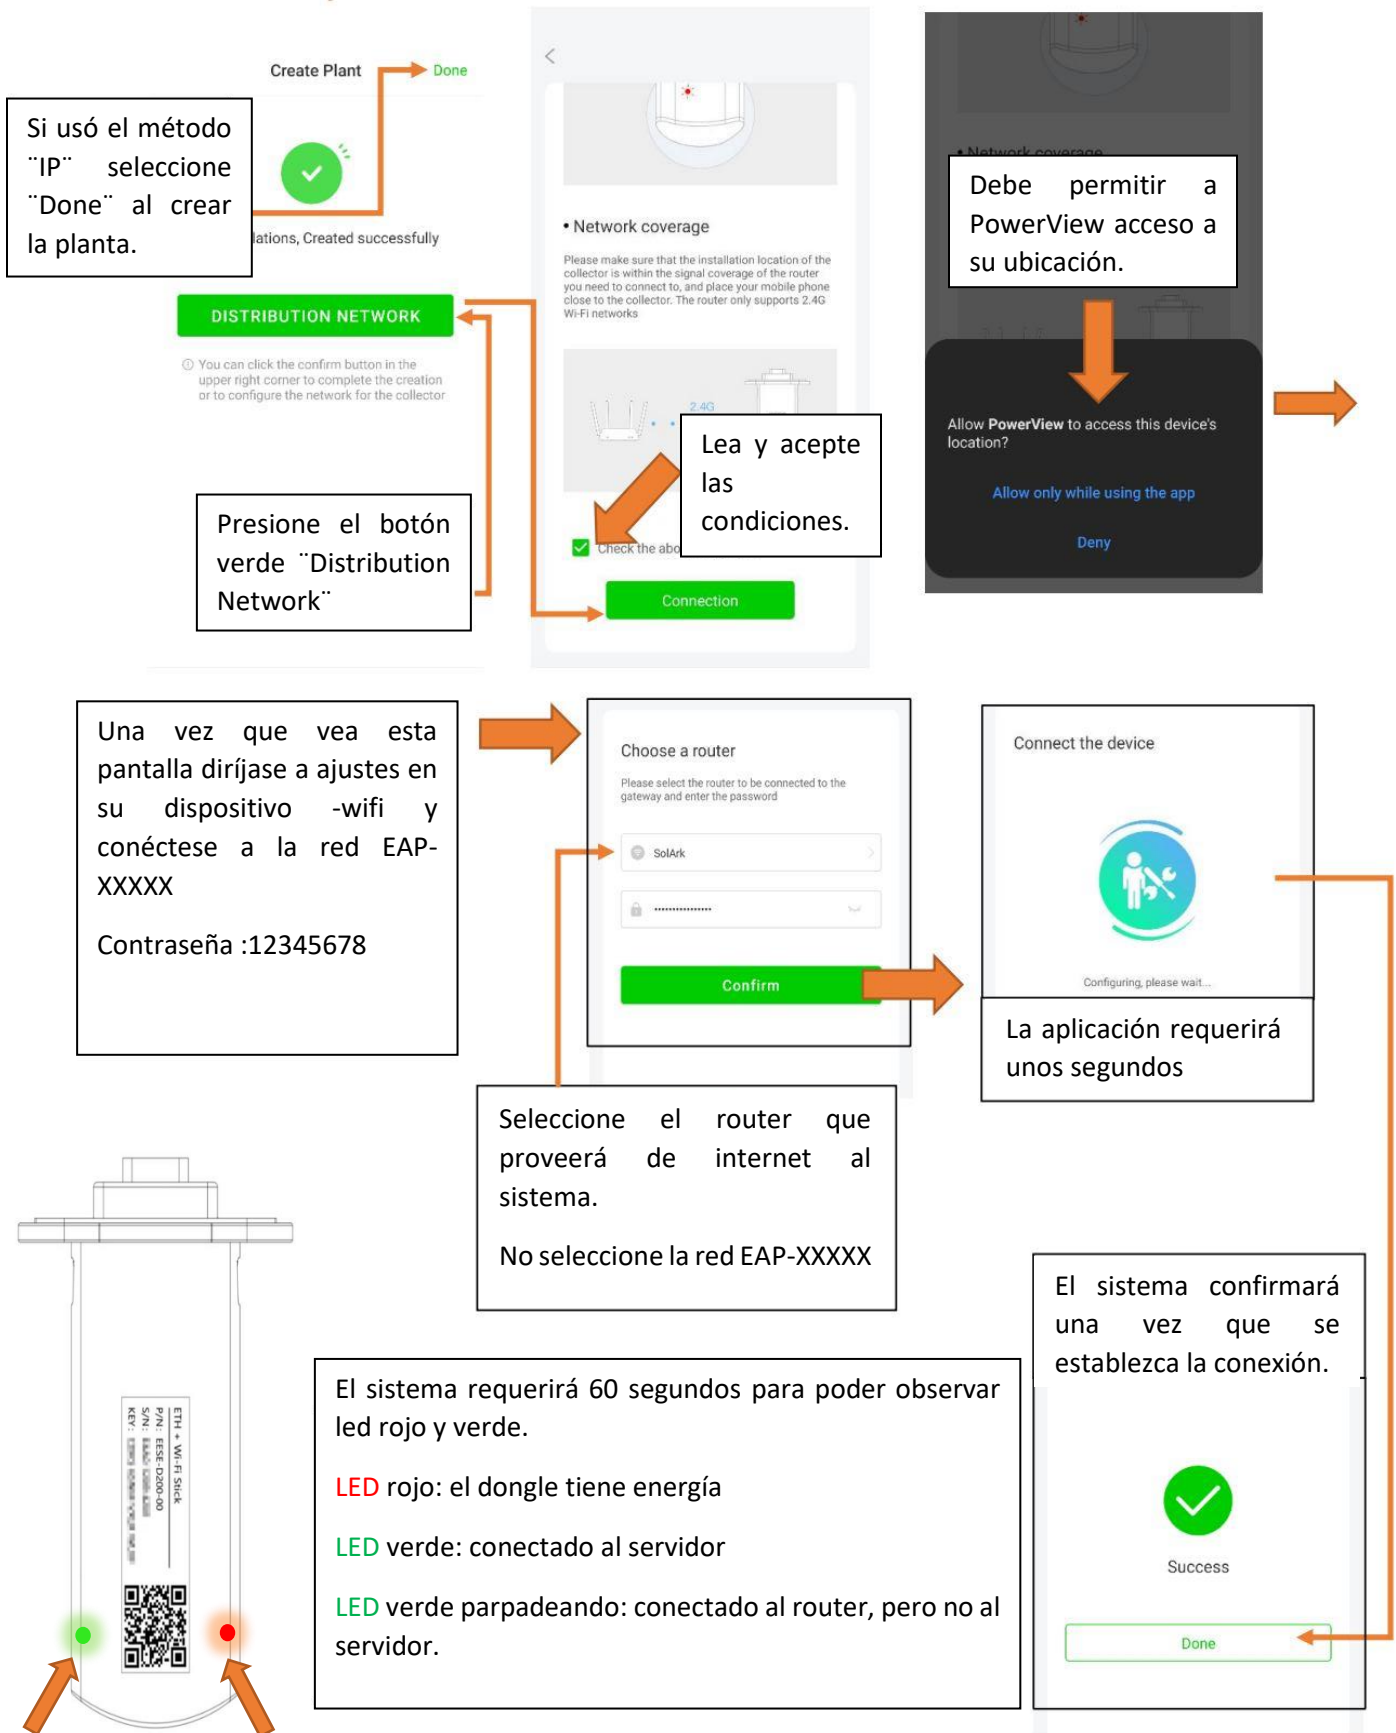 Create Plant
Done
Si usó el método
¨IP¨ seleccione
¨Done¨ al crear
la planta.
lations, Created successfully
DISTRIBUTION NETWORK
You can click the confirm button in the
upper right corner to complete the creation
or to configure the network for the collector
Presione el botón
verde ¨Distribution
Network¨
• Network coverage
Please make sure that the installation location of the
collector is within the signal coverage of the router
you need to connect to, and place your mobile phone
close to the collector. The router only supports 2.4G
Wi-Fi networks
2.4G
Lea y acepte
las
condiciones.
Check the abo
Connection
• Network coverage
Debe permitir a
PowerView acceso a
su ubicación.
Allow PowerView to access this device's
location?
Allow only while using the app
Deny
Una vez que vea esta
pantalla diríjase a ajustes en
su dispositivo -wifi y
conéctese a la red EAP-
XXXXX
Contraseña :12345678
Choose a router
Please select the router to be connected to the
gateway and enter the password
SolArk
••••••••••••••••
Confirm
Connect the device
Configuring, please wait...
La aplicación requerirá
unos segundos
Seleccione el router que
proveerá de internet al
sistema.
No seleccione la red EAP-XXXXX
El sistema confirmará
una vez que se
establezca la conexión.
Success
Done
ETH + Wi-Fi Stick
P/N: EESE-D200-00
S/N:
KEY:
El sistema requerirá 60 segundos para poder observar
led rojo y verde.
LED rojo: el dongle tiene energía
LED verde: conectado al servidor
LED verde parpadeando: conectado al router, pero no al
servidor.